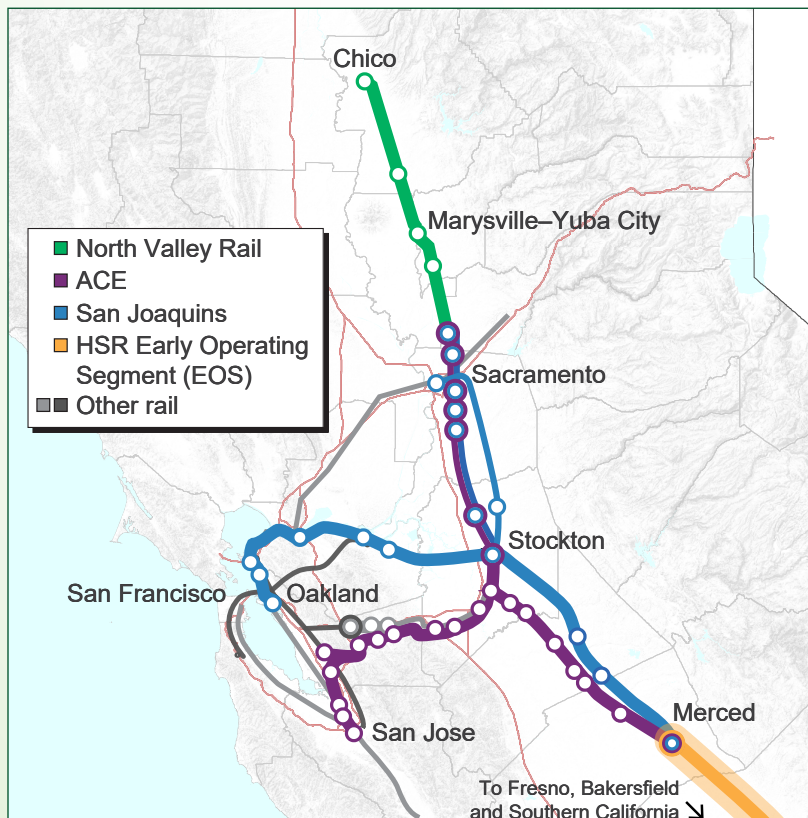 Chico
Marysville–Yuba City
North Valley Rail
ACE
San Joaquins
HSR Early Operating
Segment (EOS)
Other rail
Sacramento
Stockton
San Francisco
Oakland
Merced
San Jose
To Fresno, Bakersfield
and Southern California